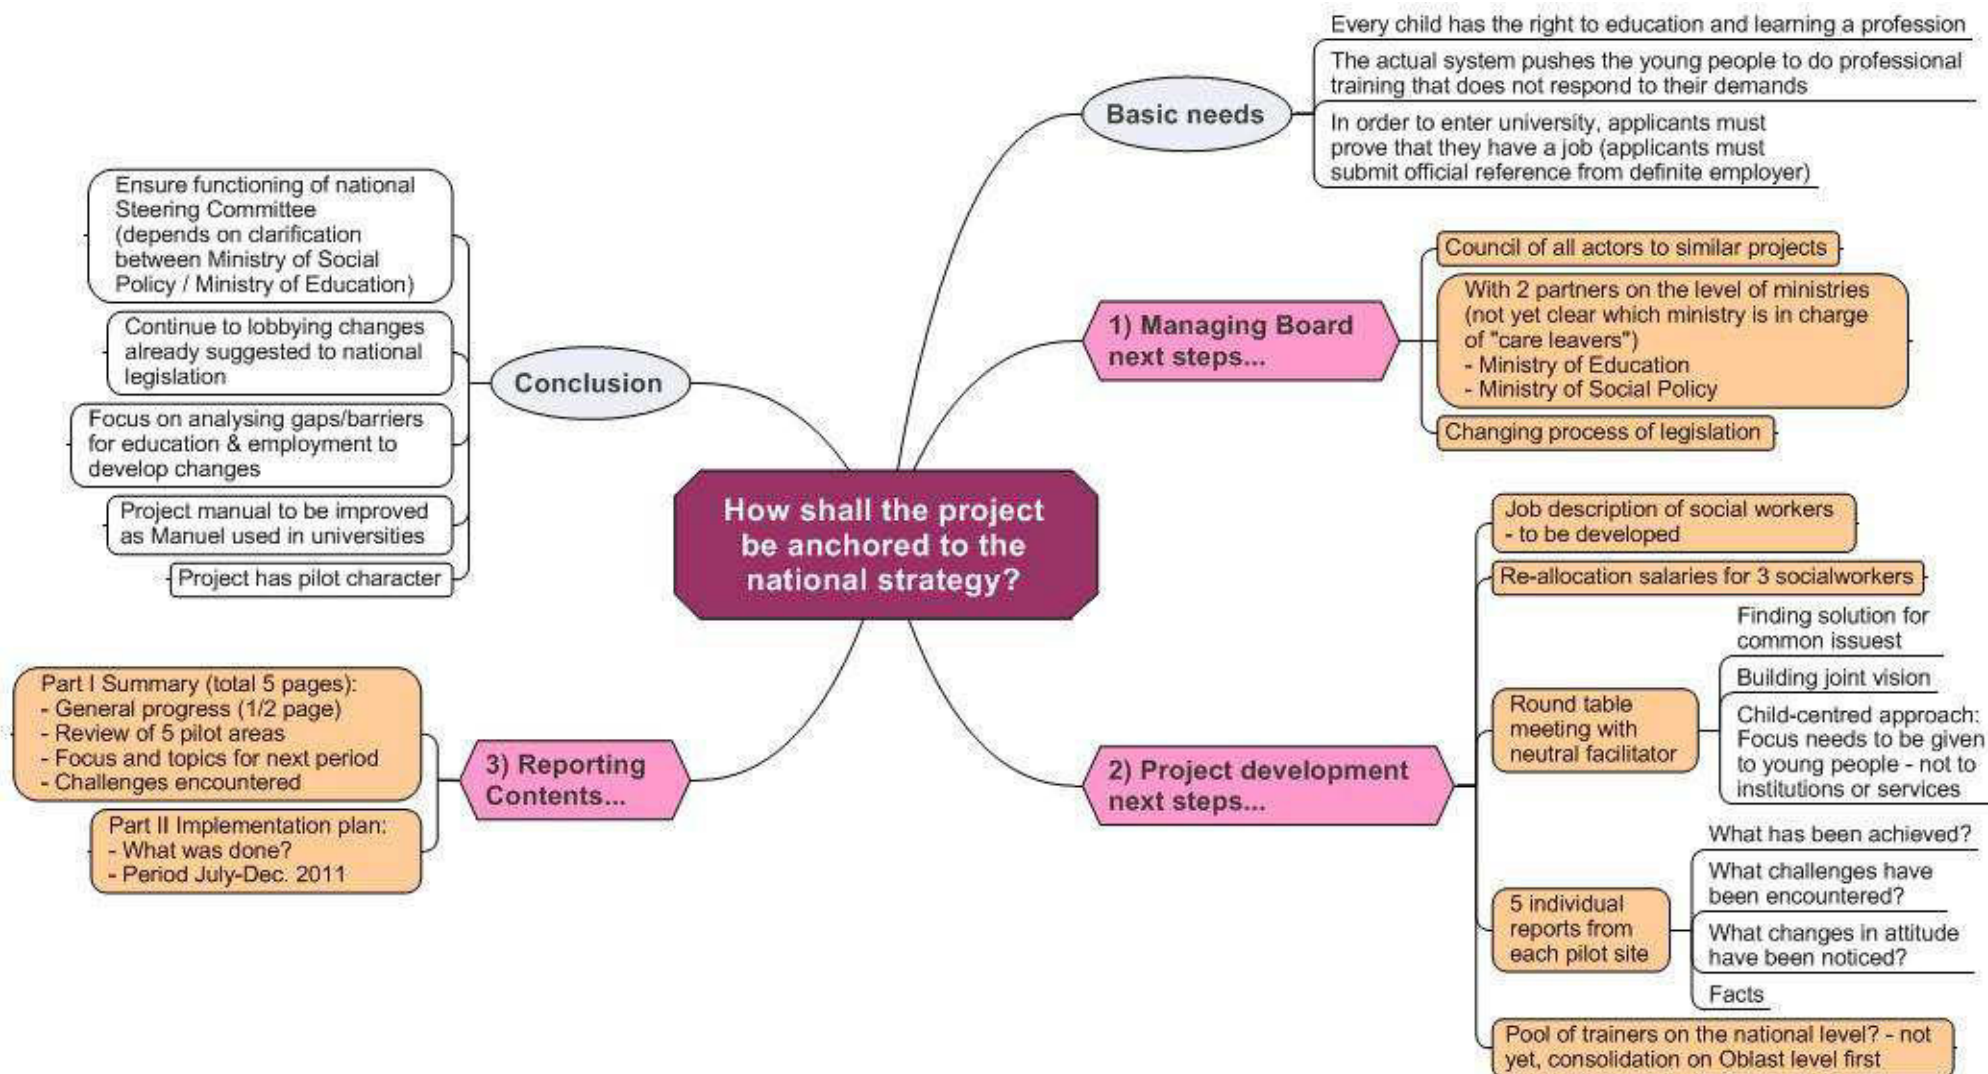 How shall the project
be anchored to the
national strategy?
Basic needs
Every child has the right to education and learning a profession
The actual system pushes the young people to do professional
training that does not respond to their demands
In order to enter university, applicants must
prove that they have a job (applicants must
submit official reference from definite employer)
1) Managing Board
next steps...
Council of all actors to similar projects
With 2 partners on the level of ministries
(not yet clear which ministry is in charge
of "care leavers")
- Ministry of Education
- Ministry of Social Policy
Changing process of legislation
2) Project development
next steps...
Job description of social workers
- to be developed
Re-allocation salaries for 3 socialworkers
Round table
meeting with
neutral facilitator
Finding solution for
common issuest
Building joint vision
Child-centred approach:
Focus needs to be given
to young people - not to
institutions or services
5 individual
reports from
each pilot site
What has been achieved?
What challenges have
been encountered?
What changes in attitude
have been noticed?
Facts
Pool of trainers on the national level? - not
yet, consolidation on Oblast level first
3) Reporting
Contents...
Part I Summary (total 5 pages):
- General progress (1/2 page)
- Review of 5 pilot areas
- Focus and topics for next period
- Challenges encountered
Part II Implementation plan:
- What was done?
- Period July-Dec. 2011
Conclusion
Ensure functioning of national
Steering Committee
(depends on clarification
between Ministry of Social
Policy / Ministry of Education)
Continue to lobbying changes
already suggested to national
legislation
Focus on analysing gaps/barriers
for education & employment to
develop changes
Project manual to be improved
as Manuel used in universities
Project has pilot character